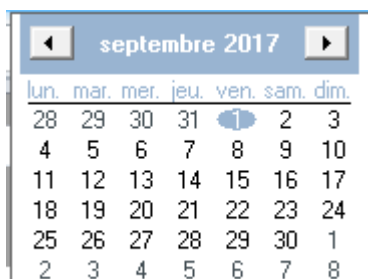 septembre 2017
lun. mar. mer. jeu. ven. sam. dim.
28 29 30 31 1 2 3
4 5 6 7 8 9 10
11 12 13 14 15 16 17
18 19 20 21 22 23 24
25 26 27 28 29 30 1
2 3 4 5 6 7 8